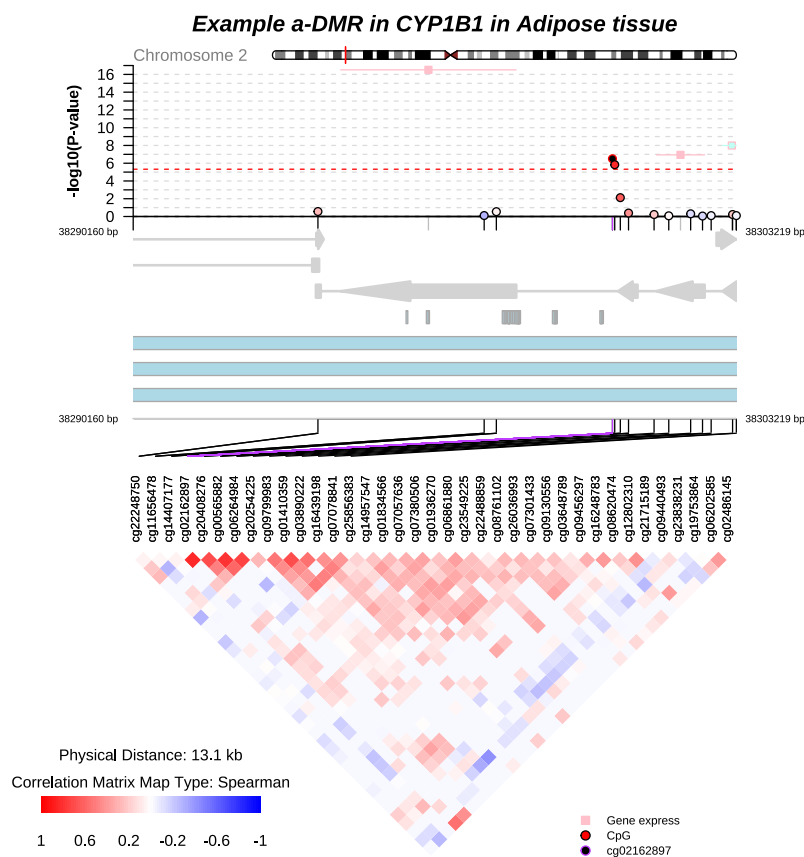 Example a-DMR in CYP1B1 in Adipose tissue
Chromosome 2
-log10(P-value)
16
14
12
10
8
6
4
2
0
38290160 bp
38303219 bp
38290160 bp
38303219 bp
cg22248750
cg11656478
cg14407177
cg02162897
cg20408276
cg00565882
cg06264984
cg20254225
cg09799983
cg01410359
cg03890222
cg16439198
cg07078841
cg25856383
cg14957547
cg01834566
cg07057636
cg07380506
cg01936270
cg06861880
cg23549225
cg22488859
cg08761102
cg26036993
cg07301433
cg09130556
cg03648789
cg09456297
cg16248783
cg08620474
cg12802310
cg21715189
cg09440493
cg23838231
cg19753864
cg06202585
cg02486145
Physical Distance: 13.1 kb
Correlation Matrix Map Type: Spearman
1 0.6 0.2 -0.2 -0.6 -1
Gene express
CpG
cg02162897